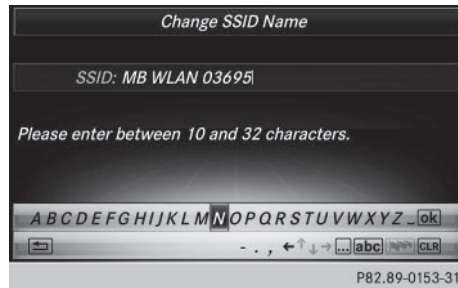 Change SSID Name
SSID: MB WLAN 03695
Please enter between 10 and 32 characters.
A B C D E F G H I J K L M N O P Q R S T U V W X Y Z _ ok
- . , ←↑↓→ ... abc CLR
P82.89-0153-31